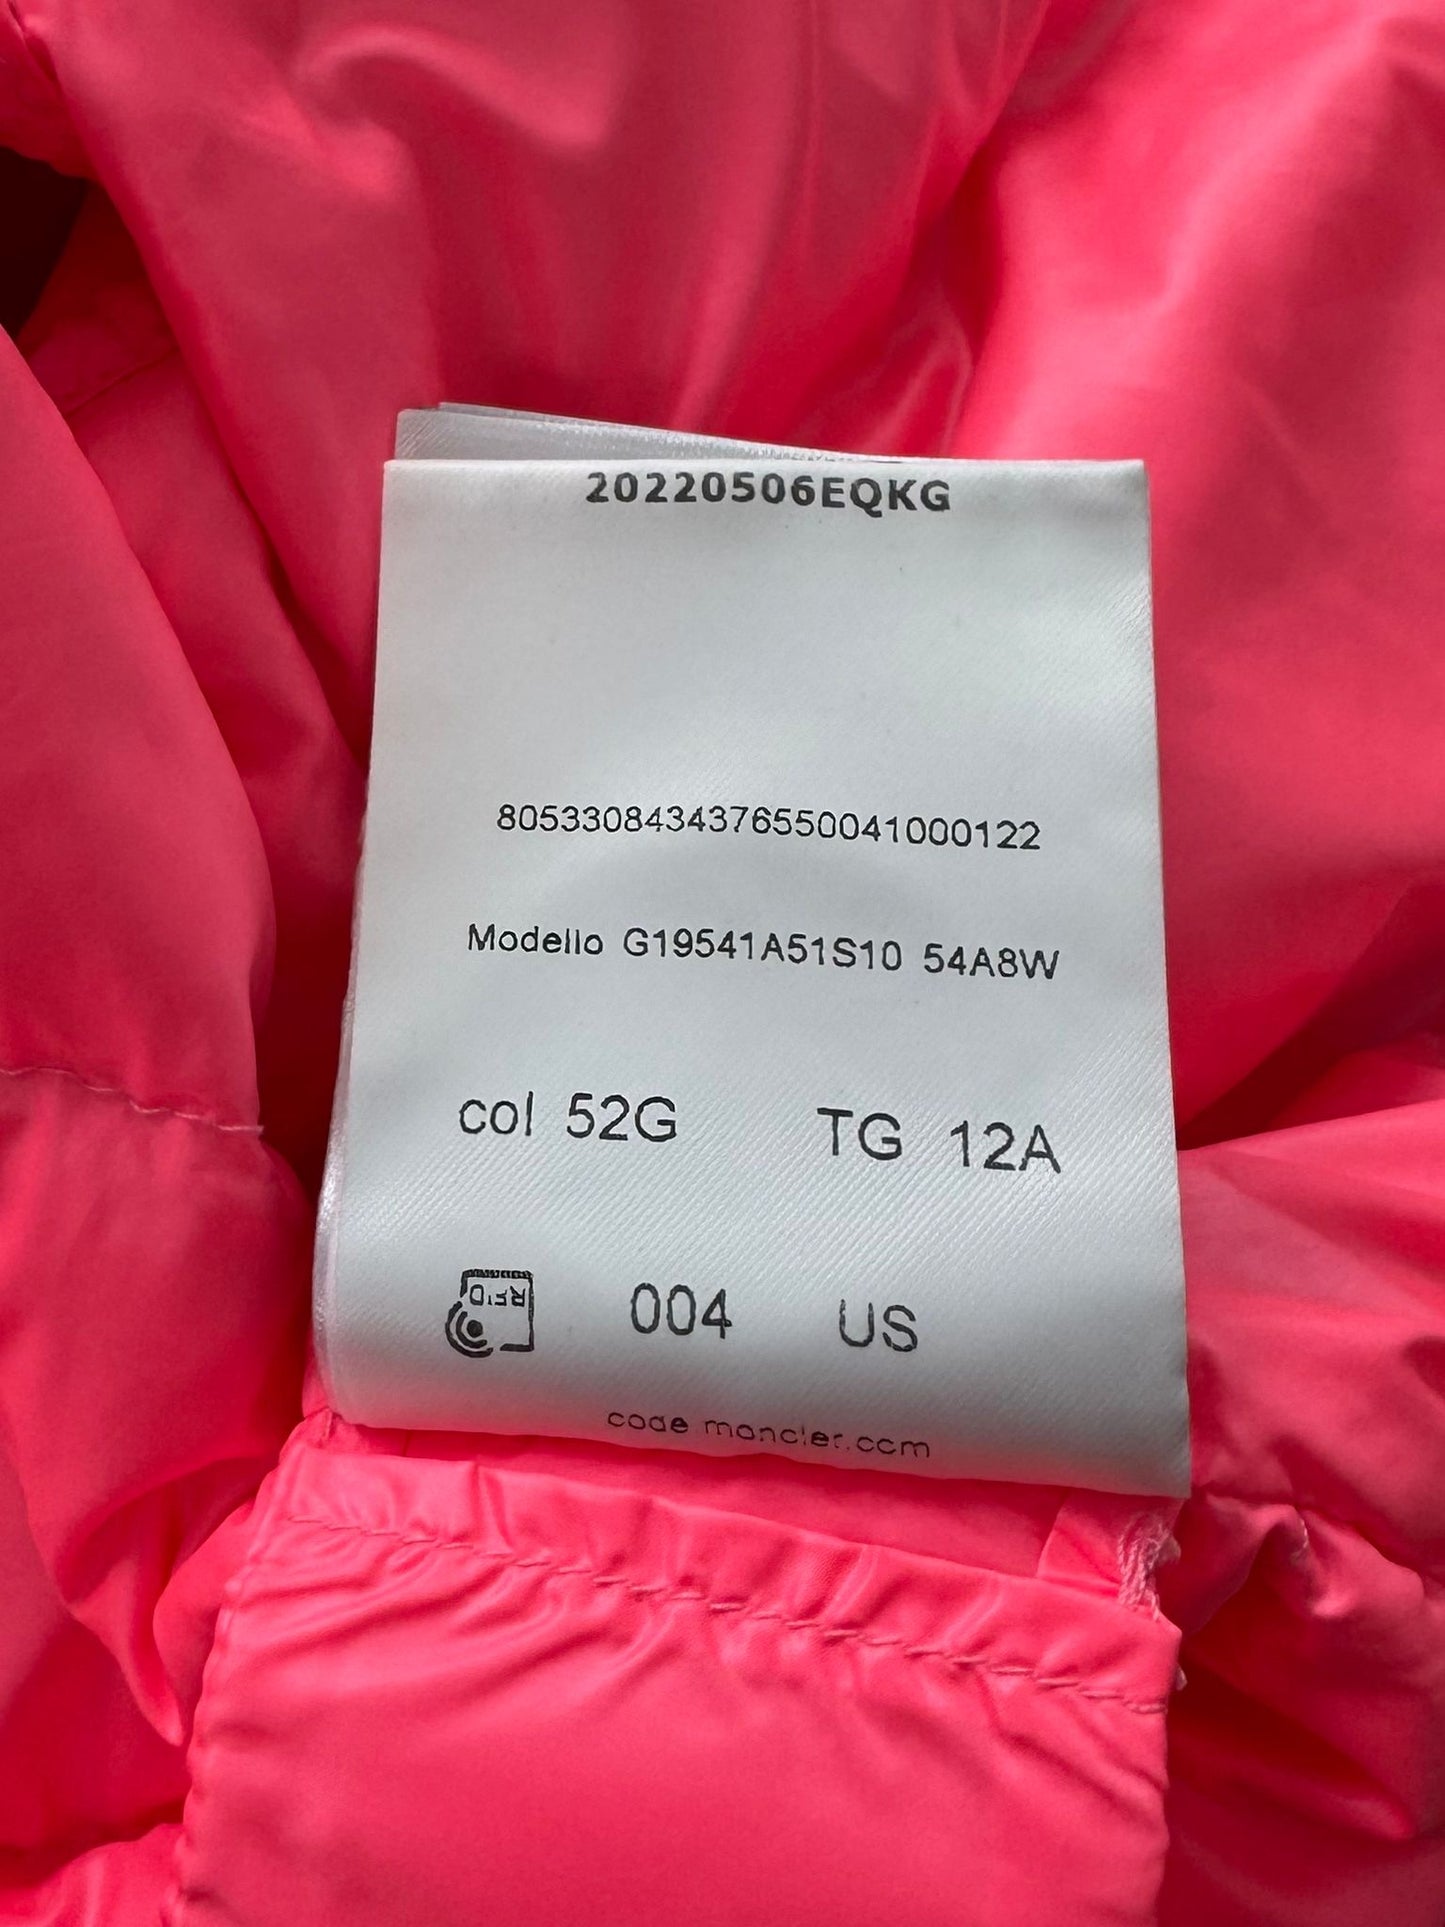 20220506EQKG
8053308434376550041000122
Modello G19541A51S10 54A8W
col 52G TG 12A
RFID 004 US
code.moncler.com